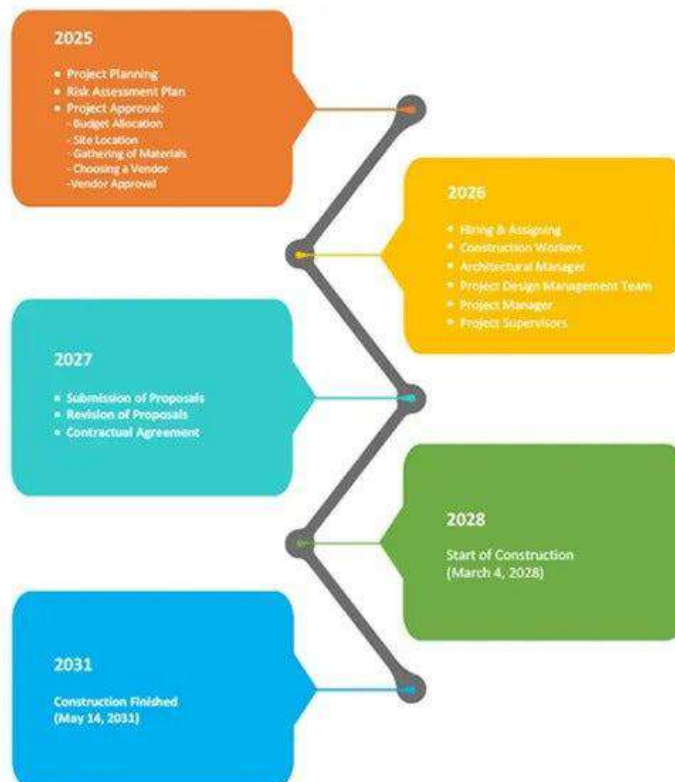 2025
• Project Planning
• Risk Assessment Plan
• Project Approval:
- Budget Allocation
- Site Location
- Gathering of Materials
- Choosing a Vendor
-Vendor Approval
2026
• Hiring & Assigning
• Construction Workers
• Architectural Manager
• Project Design Management Team
• Project Manager
• Project Supervisors
2027
• Submission of Proposals
• Revision of Proposals
• Contractual Agreement
2028
Start of Construction
(March 4, 2028)
2031
Construction Finished
(May 14, 2031)